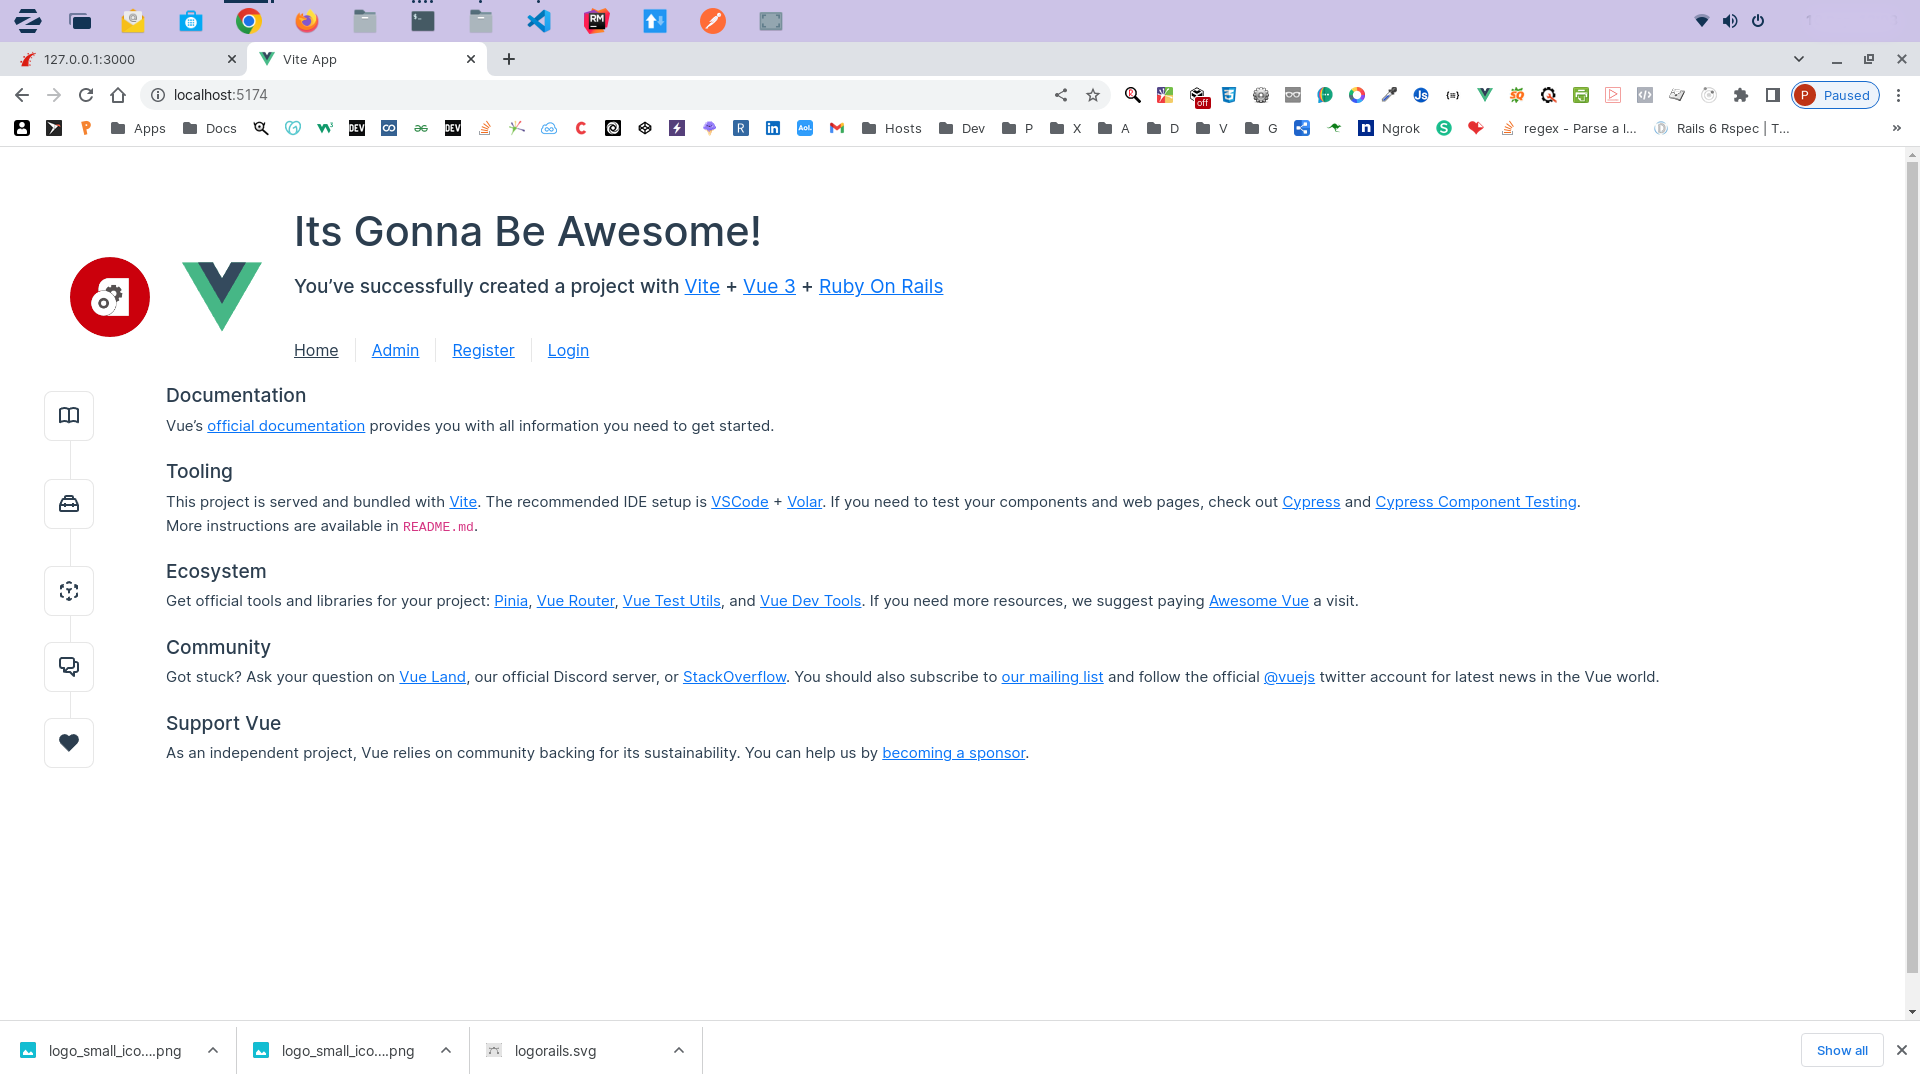 127.0.0.1:3000
Vite App
localhost:5174
off
Paused
Apps
Docs
Hosts
Dev
P
X
A
D
V
G
Ngrok
regex - Parse a l...
Rails 6 Rspec | T...
»
Its Gonna Be Awesome!
You’ve successfully created a project with Vite + Vue 3 + Ruby On Rails
Home
Admin
Register
Login
Documentation
Vue’s official documentation provides you with all information you need to get started.
Tooling
This project is served and bundled with Vite. The recommended IDE setup is VSCode + Volar. If you need to test your components and web pages, check out Cypress and Cypress Component Testing.
More instructions are available in README.md.
Ecosystem
Get official tools and libraries for your project: Pinia, Vue Router, Vue Test Utils, and Vue Dev Tools. If you need more resources, we suggest paying Awesome Vue a visit.
Community
Got stuck? Ask your question on Vue Land, our official Discord server, or StackOverflow. You should also subscribe to our mailing list and follow the official @vuejs twitter account for latest news in the Vue world.
Support Vue
As an independent project, Vue relies on community backing for its sustainability. You can help us by becoming a sponsor.
logo_small_ico....png
logo_small_ico....png
logorails.svg
Show all